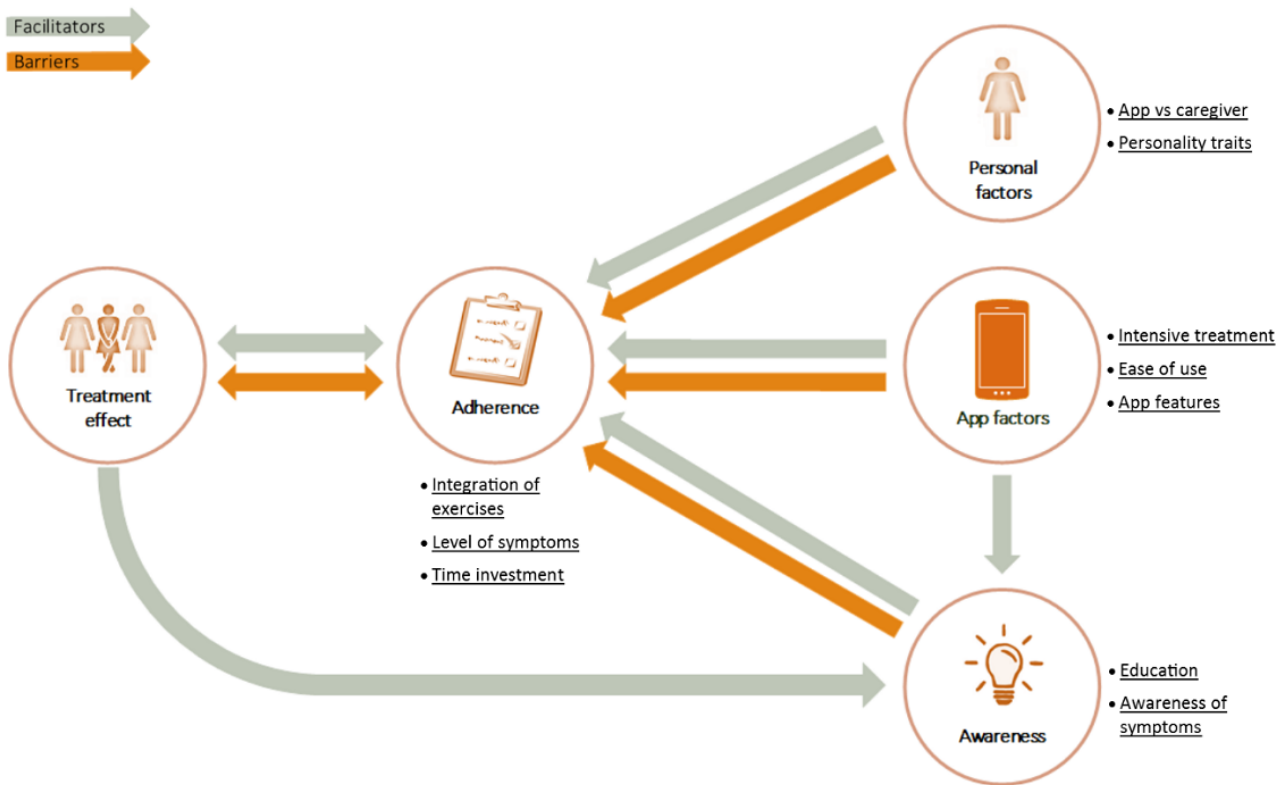 Facilitators
Barriers
Personal
factors
• App vs caregiver
• Personality traits
Treatment
effect
Adherence
• Integration of
exercises
• Level of symptoms
• Time investment
App factors
• Intensive treatment
• Ease of use
• App features
Awareness
• Education
• Awareness of
symptoms